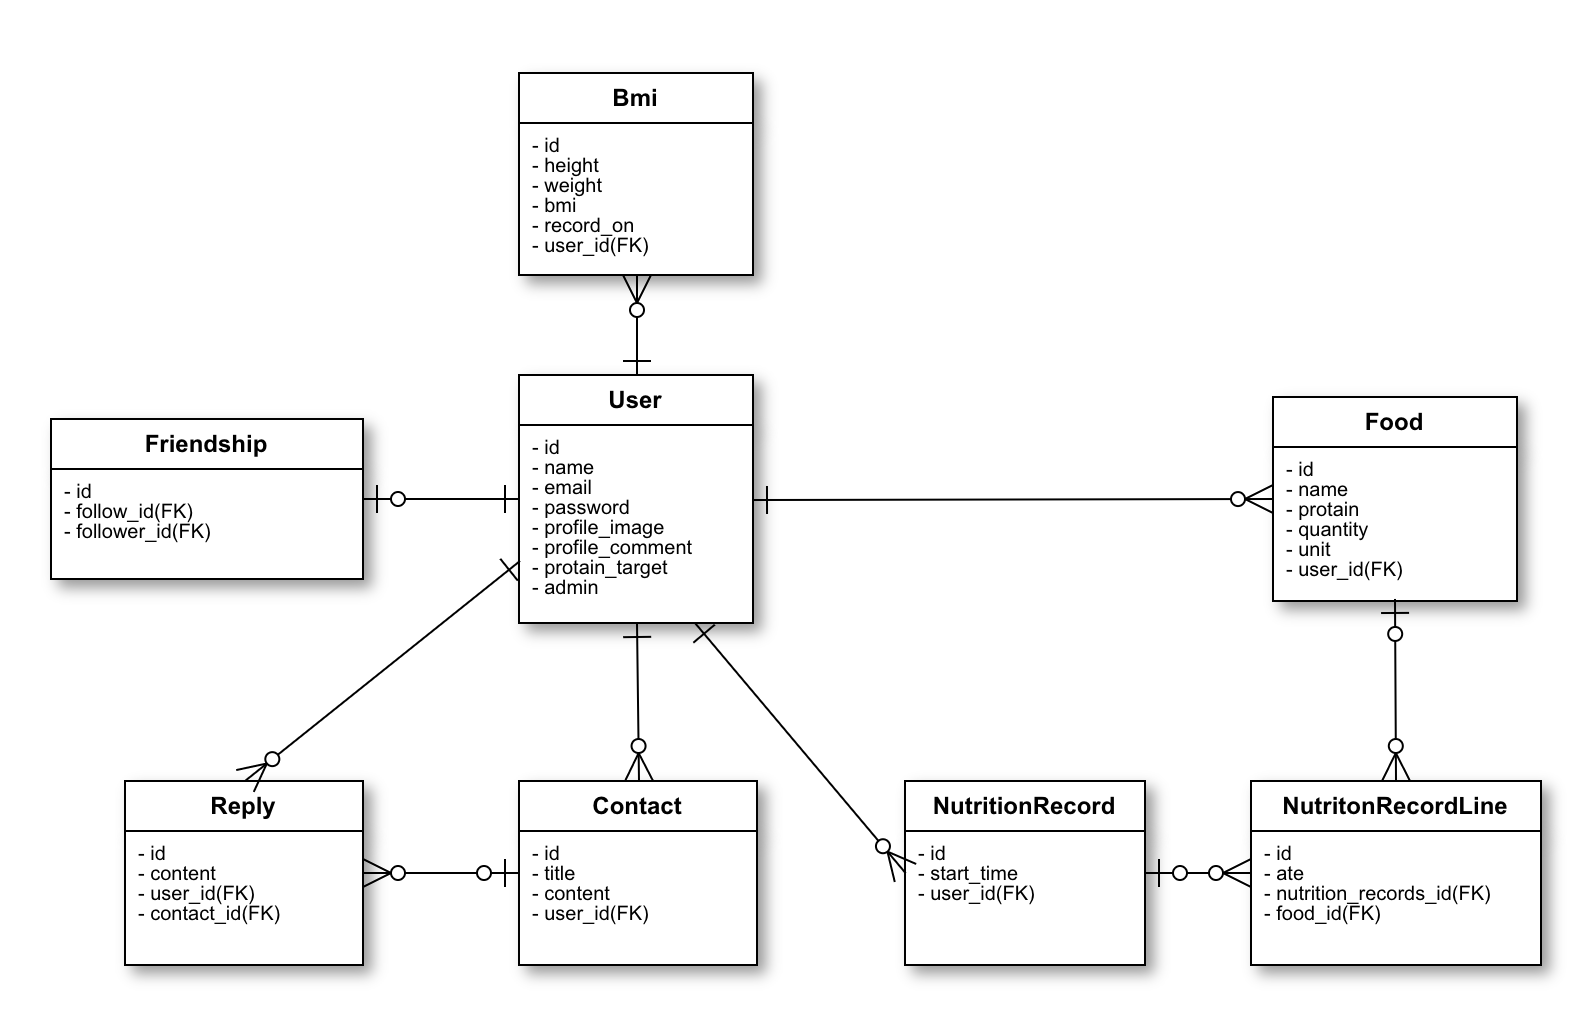 Bmi
- id
- height
- weight
- bmi
- record_on
- user_id(FK)
User
- id
- name
- email
- password
- profile_image
- profile_comment
- protain_target
- admin
Friendship
- id
- follow_id(FK)
- follower_id(FK)
Food
- id
- name
- protain
- quantity
- unit
- user_id(FK)
Reply
- id
- content
- user_id(FK)
- contact_id(FK)
Contact
- id
- title
- content
- user_id(FK)
NutritionRecord
- id
- start_time
- user_id(FK)
NutritonRecordLine
- id
- ate
- nutrition_records_id(FK)
- food_id(FK)